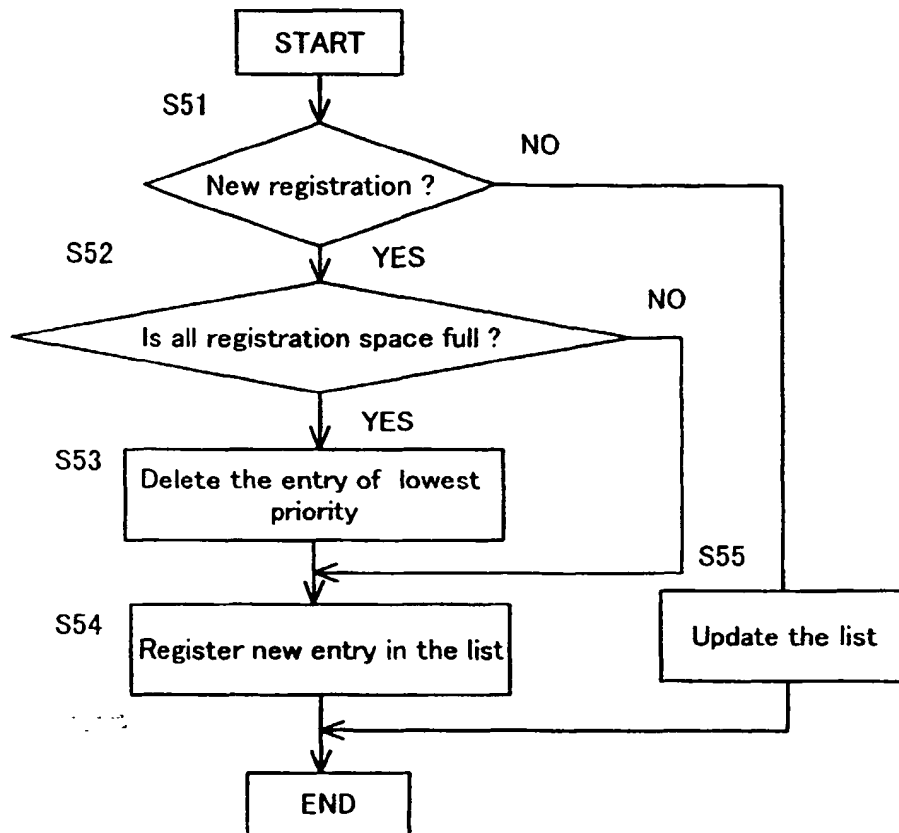 START
S51
NO
New registration ?
S52
YES
NO
Is all registration space full ?
YES
S53
Delete the entry of lowest
priority
S55
S54
Register new entry in the list
Update the list
END